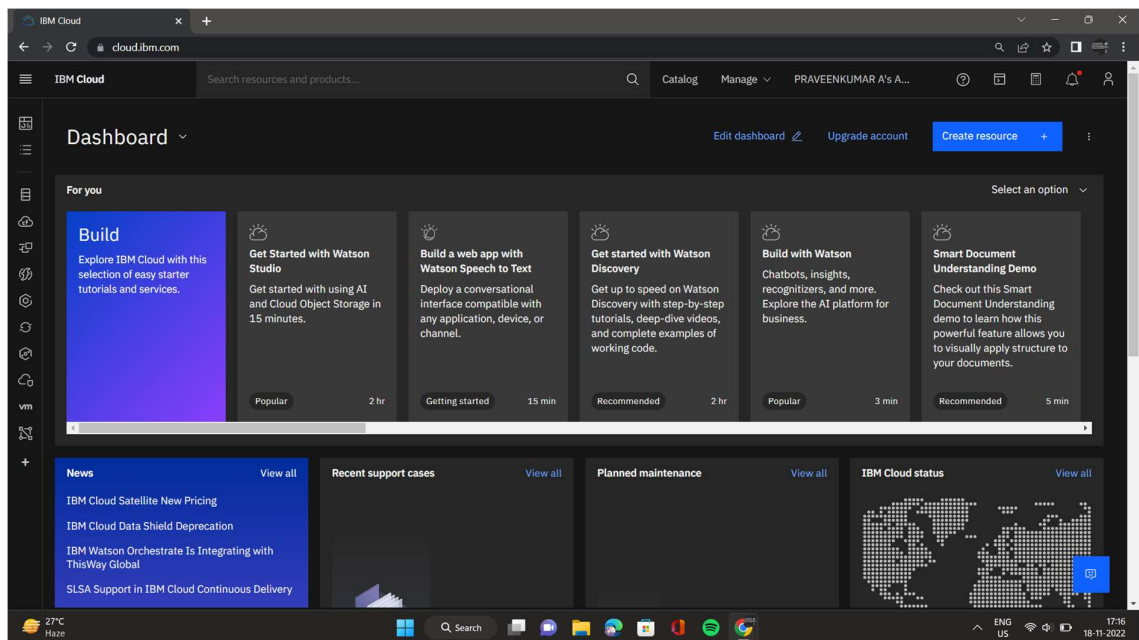 IBM Cloud
cloud.ibm.com
IBM Cloud
Search resources and products...
Catalog
Manage
PRAVEENKUMAR A's A...
Dashboard
Edit dashboard
Upgrade account
Create resource +
For you
Select an option
Build
Explore IBM Cloud with this
selection of easy starter
tutorials and services.
Get Started with Watson
Studio
Get started with using AI
and Cloud Object Storage in
15 minutes.
Popular
2 hr
Build a web app with
Watson Speech to Text
Deploy a conversational
interface compatible with
any application, device, or
channel.
Getting started
15 min
Get started with Watson
Discovery
Get up to speed on Watson
Discovery with step-by-step
tutorials, deep-dive videos,
and complete examples of
working code.
Recommended
2 hr
Build with Watson
Chatbots, insights,
recognitizers, and more.
Explore the AI platform for
business.
Popular
3 min
Smart Document
Understanding Demo
Check out this Smart
Document Understanding
demo to learn how this
powerful feature allows you
to visually apply structure to
your documents.
Recommended
5 min
vm
News
View all
IBM Cloud Satellite New Pricing
IBM Cloud Data Shield Deprecation
IBM Watson Orchestrate Is Integrating with
ThisWay Global
SLSA Support in IBM Cloud Continuous Delivery
Recent support cases
View all
Planned maintenance
View all
IBM Cloud status
View all
27°C
Haze
Search
ENG
US
17:16
18-11-2022